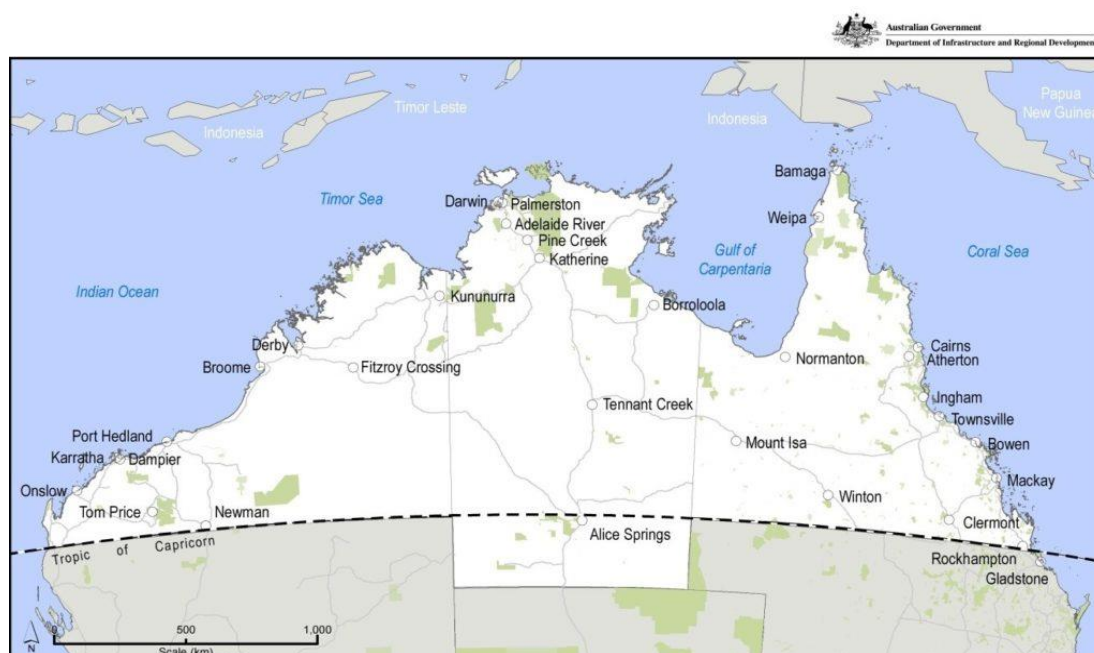 Australian Government
Department of Infrastructure and Regional Development
Timor Leste
Papua
New Guinea
Indonesia
Indonesia
Bamaga
Timor Sea
Darwin
Palmerston
Weipa
Adelaide River
Pine Creek
Gulf of
Carpentaria
Coral Sea
Katherine
Indian Ocean
Kununurra
Borroloola
Derby
Cairns
Atherton
Broome
Fitzroy Crossing
Normanton
Ingham
Tennant Creek
Townsville
Port Hedland
Mount Isa
Bowen
Karratha
Dampier
Mackay
Onslow
Winton
Tom Price
Newman
Clermont
Alice Springs
Tropic of Capricorn
Rockhampton
Gladstone
0 500 1,000
N
Scale (km)